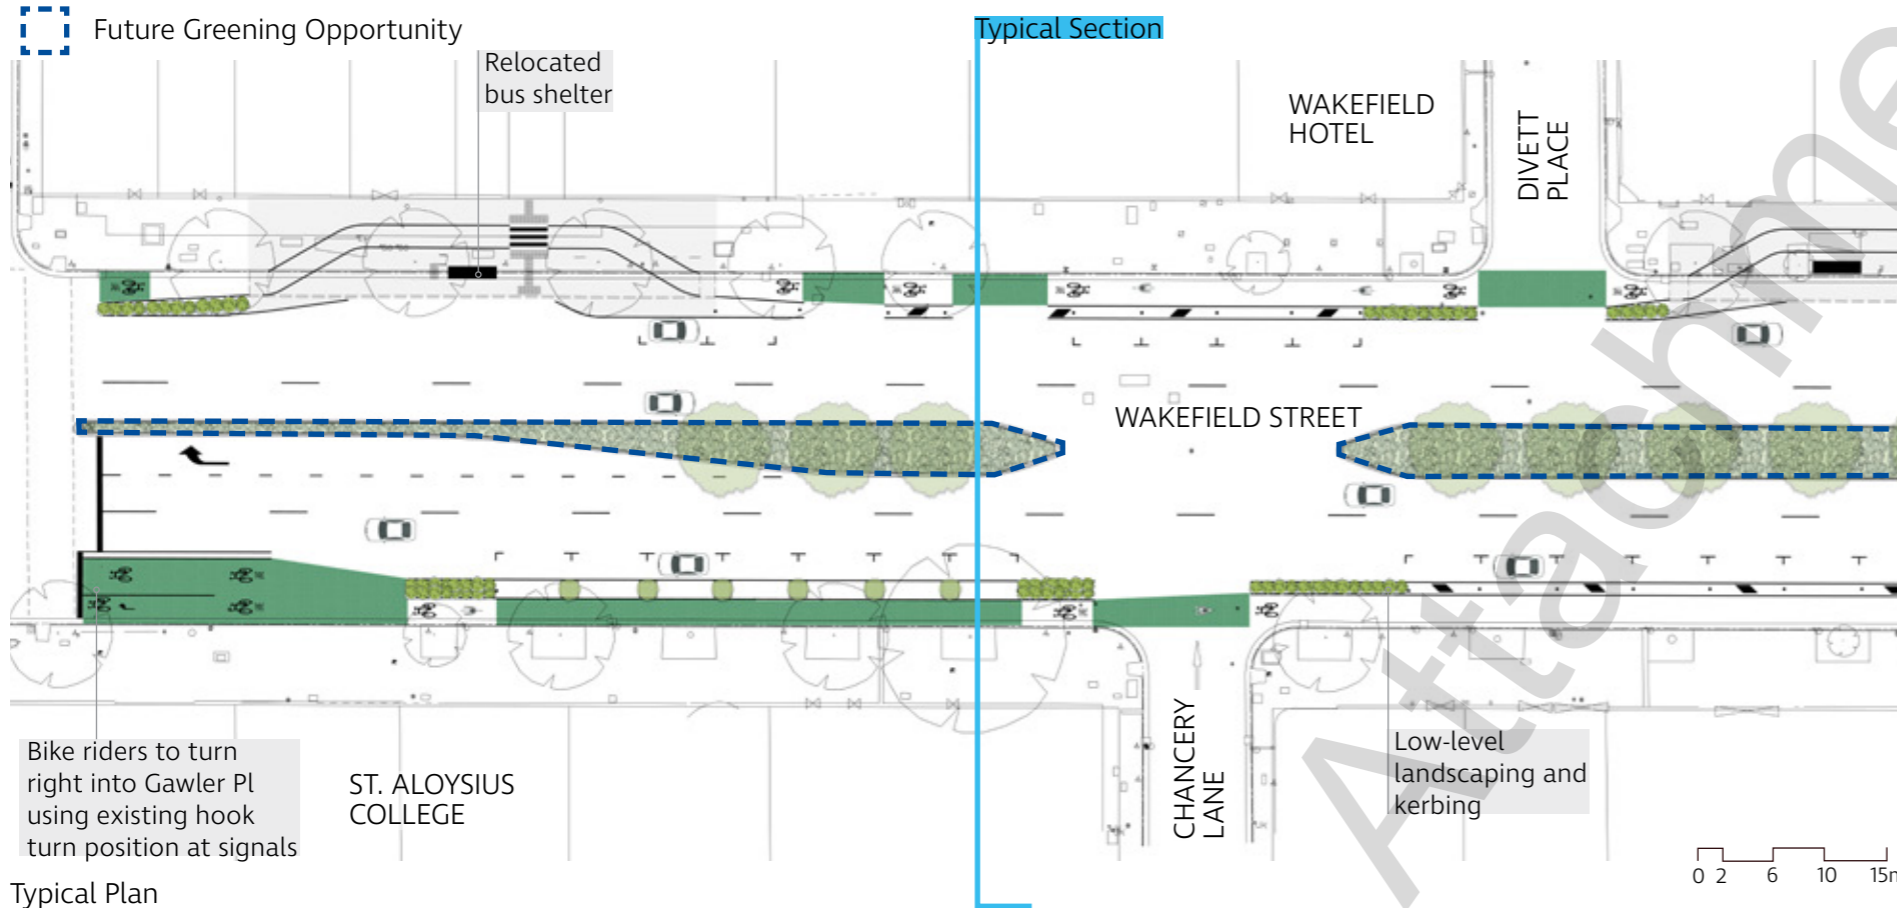 Future Greening Opportunity
Typical Section
Relocated
bus shelter
WAKEFIELD
HOTEL
DIVETT
PLACE
WAKEFIELD STREET
Bike riders to turn
right into Gawler Pl
using existing hook
turn position at signals
ST. ALOYSIUS
COLLEGE
CHANCERY
LANE
Low-level
landscaping and
kerbing
0 2 6 10 15m
Typical Plan
Attachme